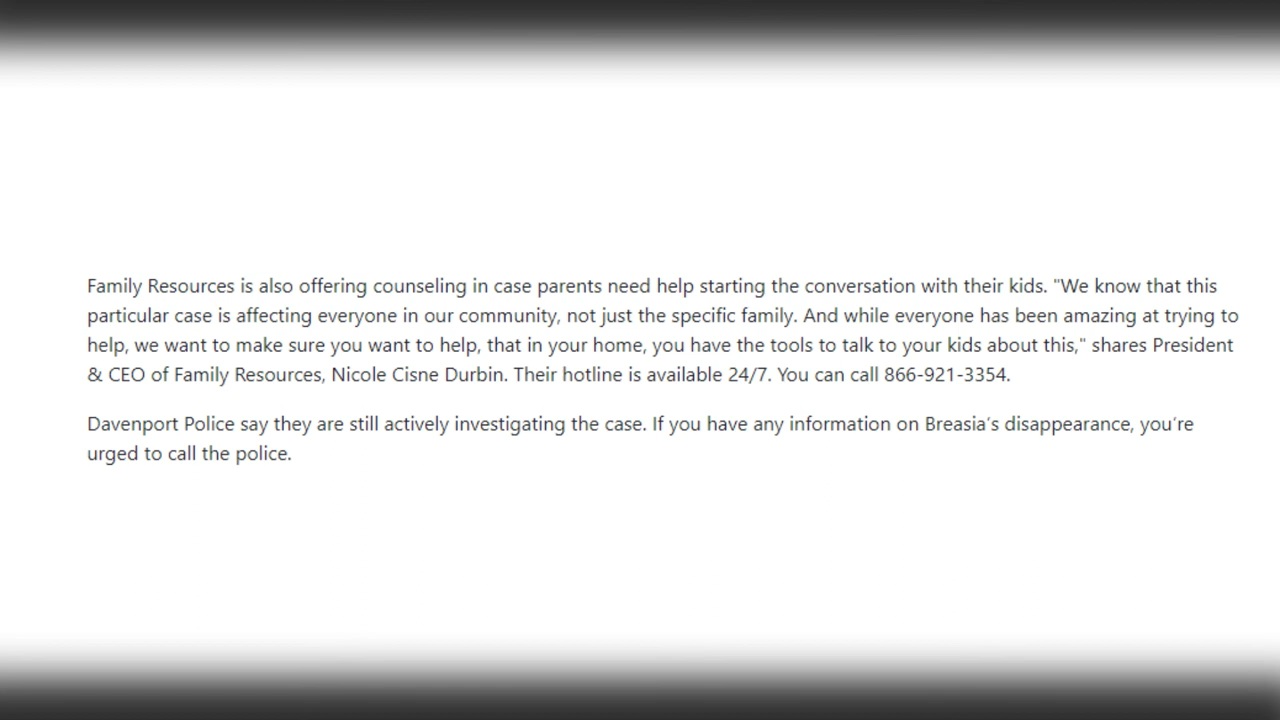 Family Resources is also offering counseling in case parents need help starting the conversation with their kids. "We know that this
particular case is affecting everyone in our community, not just the specific family. And while everyone has been amazing at trying to
help, we want to make sure you want to help, that in your home, you have the tools to talk to your kids about this," shares President
& CEO of Family Resources, Nicole Cisne Durbin. Their hotline is available 24/7. You can call 866-921-3354.
Davenport Police say they are still actively investigating the case. If you have any information on Breasia's disappearance, you're
urged to call the police.